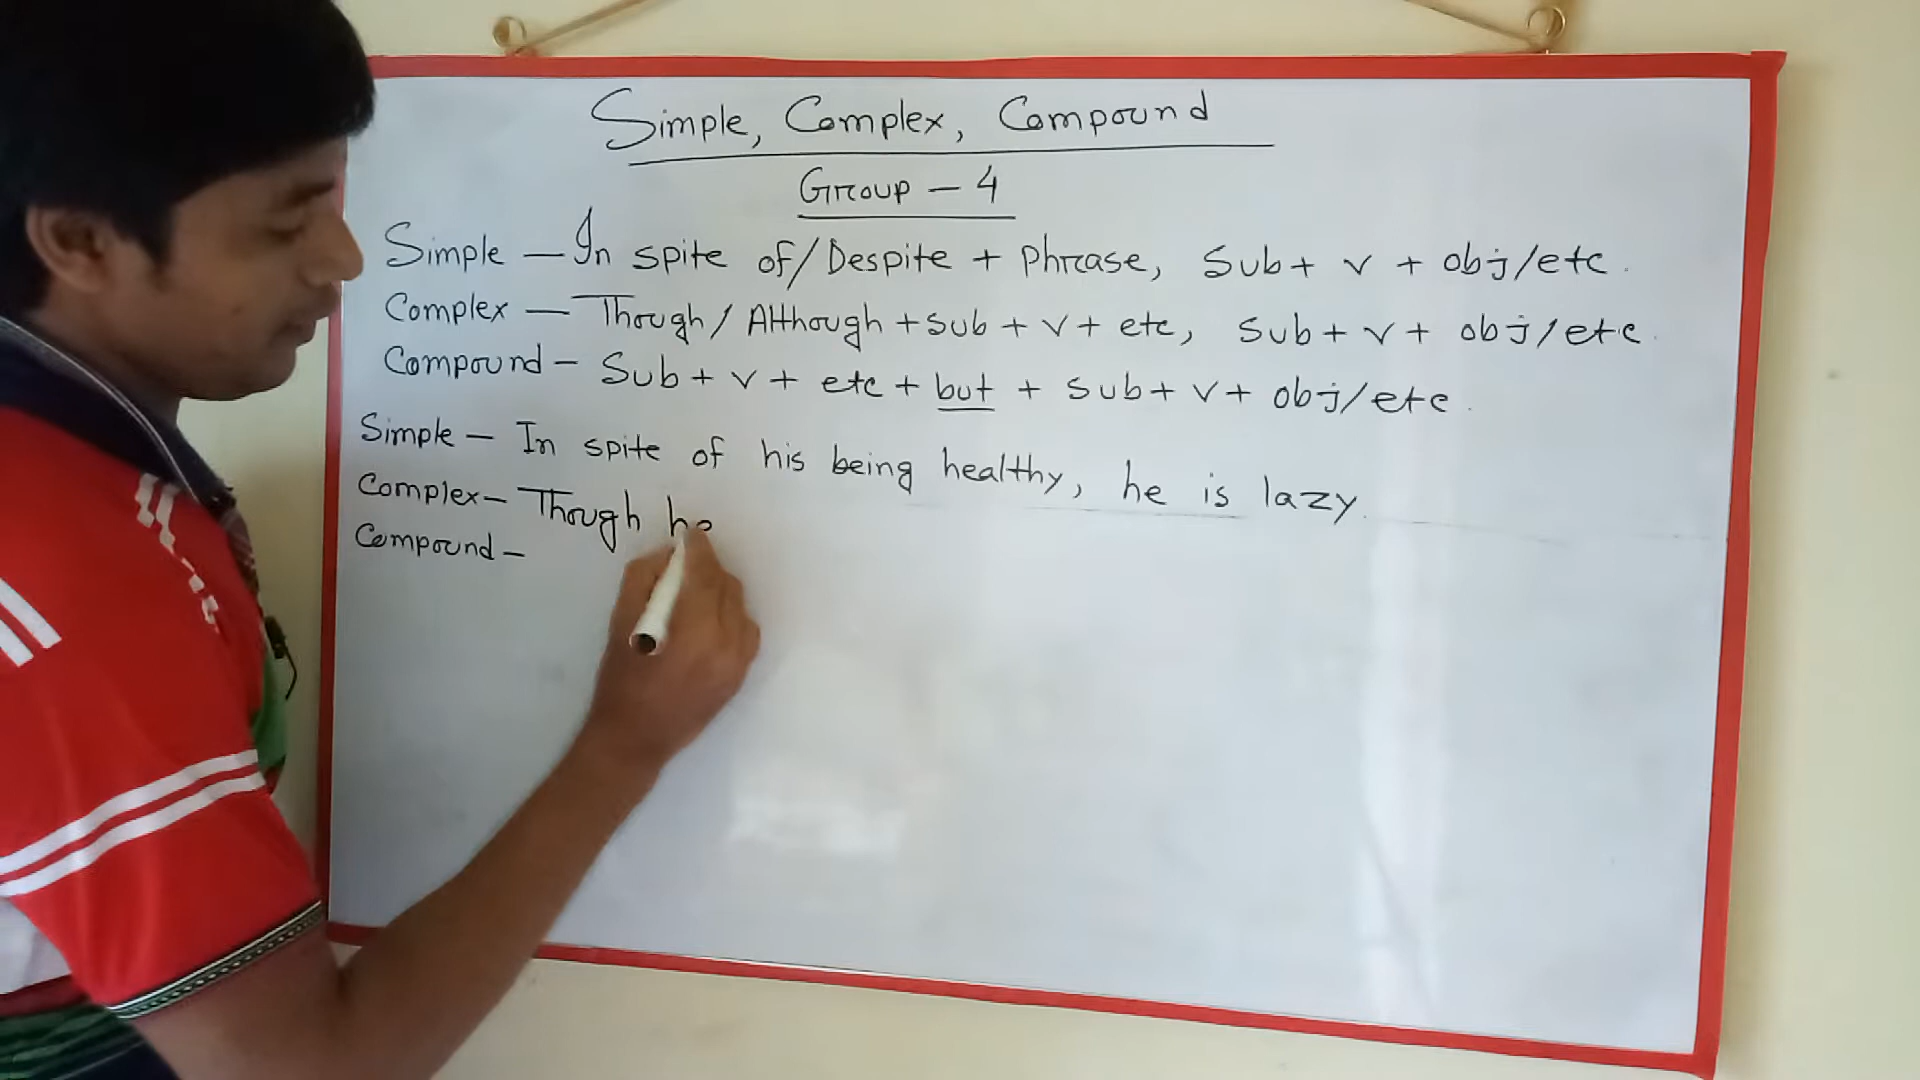 Simple, Complex, Compound
Group - 4
Simple — In spite of/Despite + Phrase, Sub + v + obj/etc.
Complex — Though/Although + sub + v + etc, Sub + v + obj/etc.
Compound - Sub + v + etc + but + sub + v + obj/etc.
Simple - In spite of his being healthy, he is lazy.
Complex - Though he
Compound -